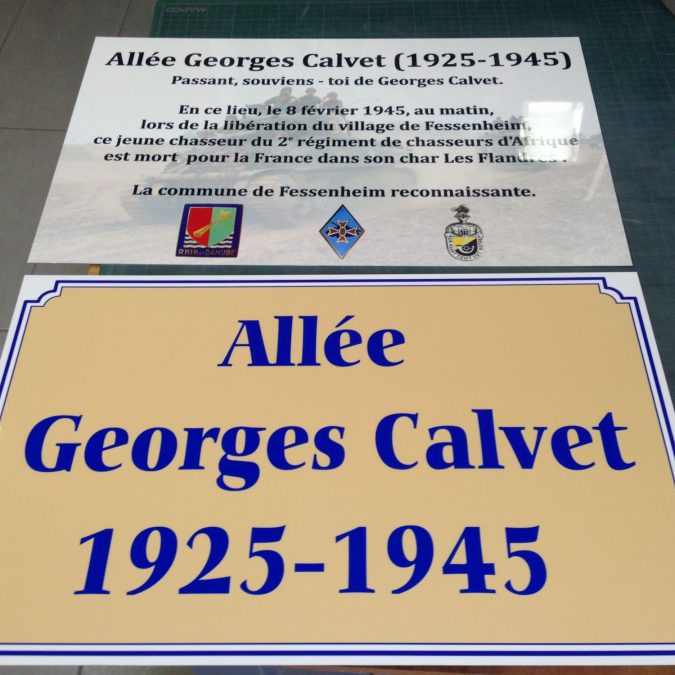 Allée Georges Calvet (1925-1945)
Passant, souviens - toi de Georges Calvet.
En ce lieu, le 8 février 1945, au matin,
lors de la libération du village de Fessenheim,
ce jeune chasseur du 2e régiment de chasseurs d'Afrique
est mort pour la France dans son char Les Flandres .
La commune de Fessenheim reconnaissante.
RHIN ET DANUBE
Allée
Georges Calvet
1925-1945